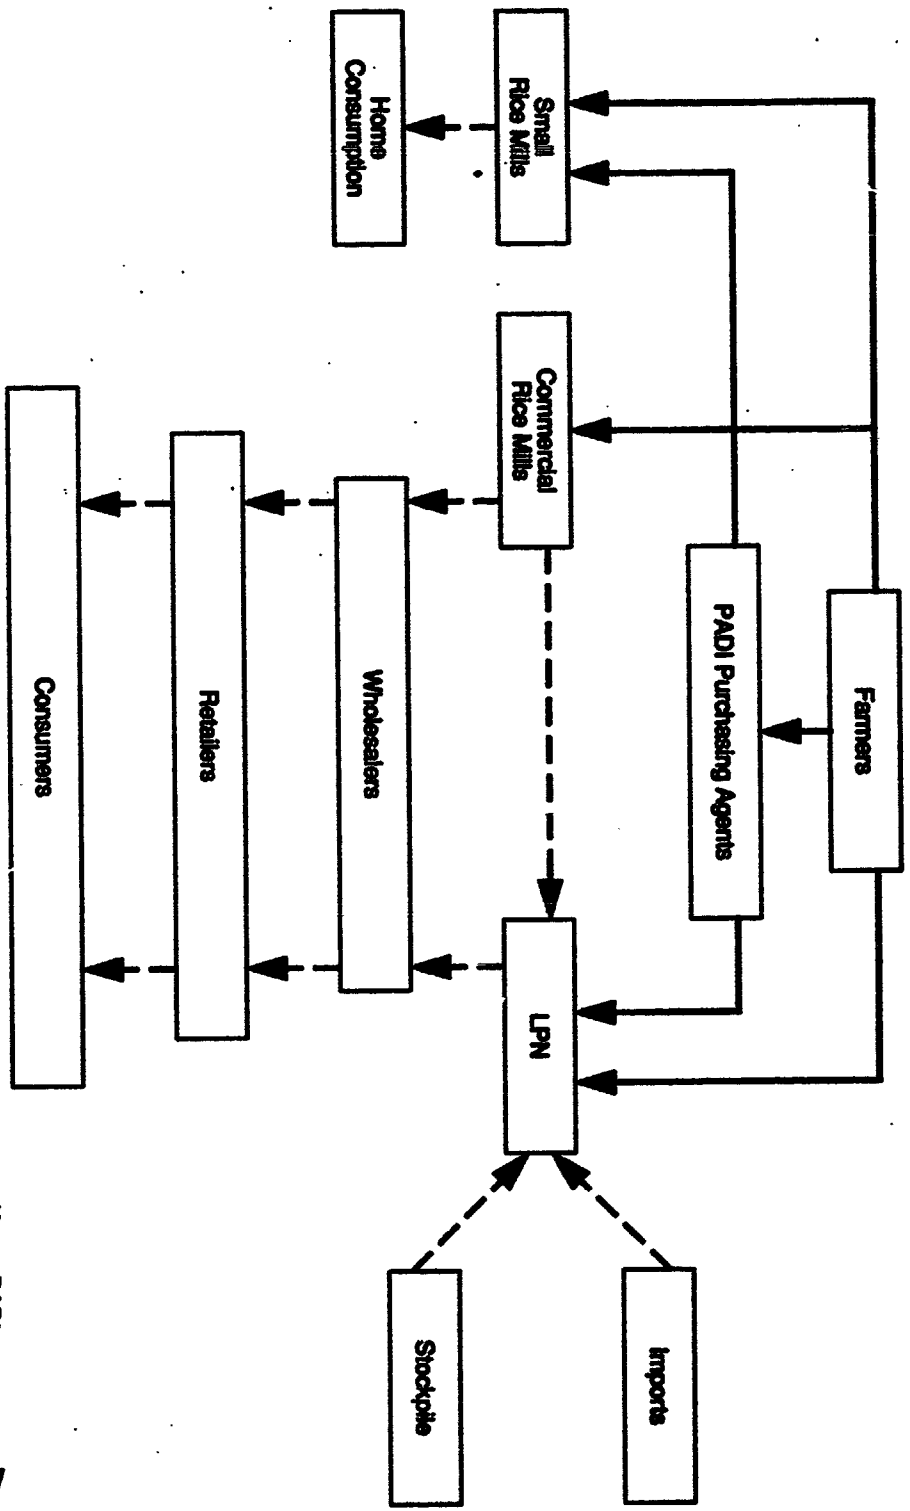 Farmers
PADI Purchasing Agents
Imports
Small
Rice Mills
Commercial
Rice Mills
LPN
Home
Consumption
Wholesalers
Stockpile
Retailers
Consumers